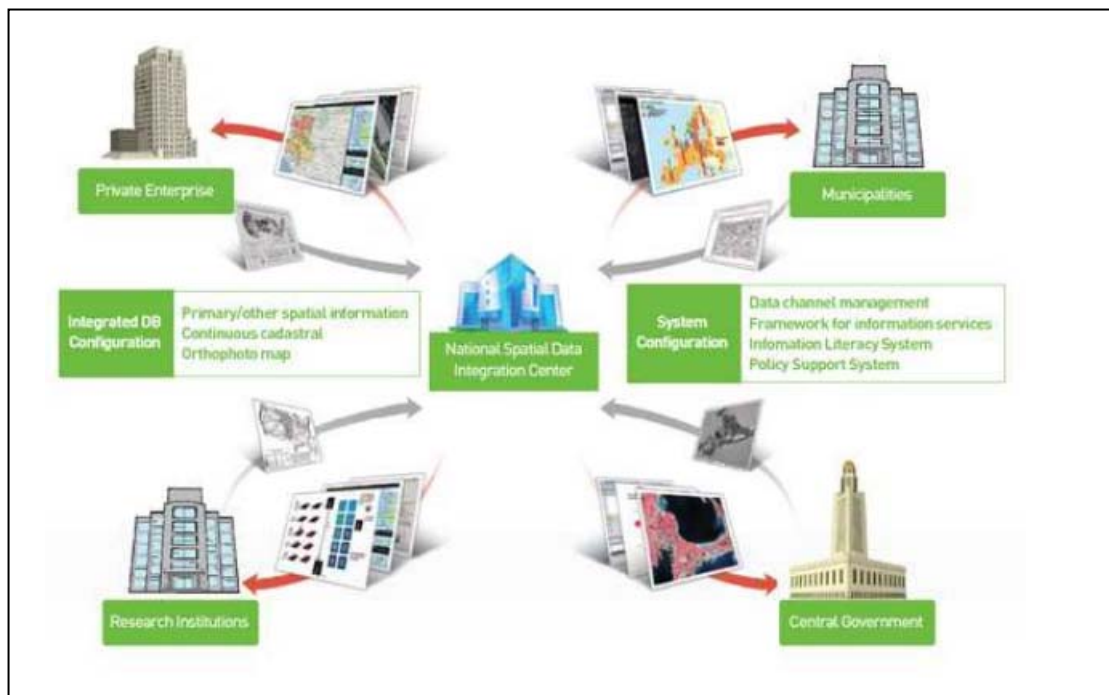 Private Enterprise
Municipalities
Integrated DB
Configuration
Primary/other spatial information
Continuous cadastral
Orthophoto map
National Spatial Data
Integration Center
System
Configuration
Data channel management
Framework for information services
Infomation Literacy System
Policy Support System
Research Institutions
Central Government